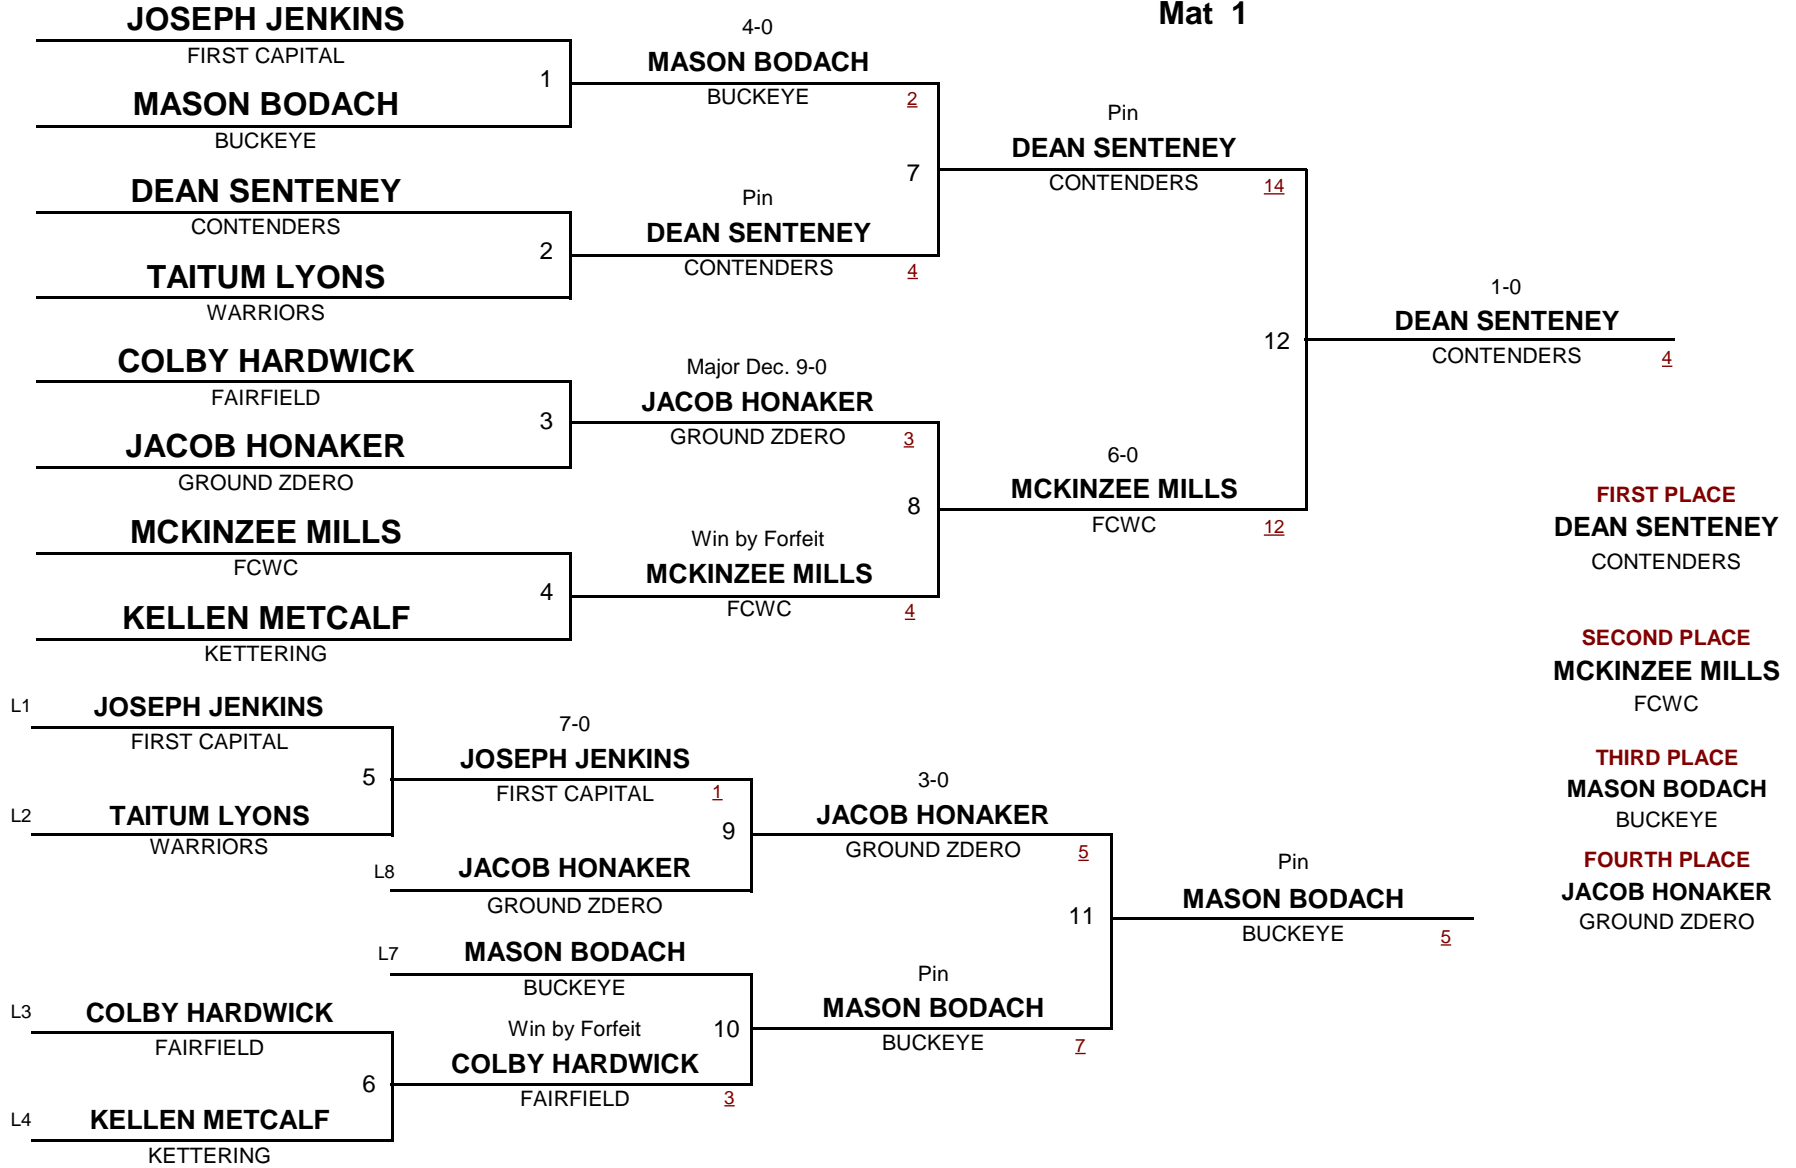 Mat 1
JOSEPH JENKINS
FIRST CAPITAL
1
MASON BODACH
BUCKEYE
DEAN SENTENEY
CONTENDERS
2
TAITUM LYONS
WARRIORS
COLBY HARDWICK
FAIRFIELD
3
JACOB HONAKER
GROUND ZDERO
MCKINZEE MILLS
FCWC
4
KELLEN METCALF
KETTERING
4-0
MASON BODACH
BUCKEYE 2
7
Pin
DEAN SENTENEY
CONTENDERS 4
Major Dec. 9-0
JACOB HONAKER
GROUND ZDERO 3
8
Win by Forfeit
MCKINZEE MILLS
FCWC 4
Pin
DEAN SENTENEY
CONTENDERS 14
12
6-0
MCKINZEE MILLS
FCWC 12
1-0
DEAN SENTENEY
CONTENDERS 4
L1 JOSEPH JENKINS
FIRST CAPITAL
5
L2 TAITUM LYONS
WARRIORS
L3 COLBY HARDWICK
FAIRFIELD
6
L4 KELLEN METCALF
KETTERING
7-0
JOSEPH JENKINS
FIRST CAPITAL 1
9
L8 JACOB HONAKER
GROUND ZDERO
L7 MASON BODACH
BUCKEYE
Win by Forfeit 10
COLBY HARDWICK
FAIRFIELD 3
3-0
JACOB HONAKER
GROUND ZDERO 5
11
Pin
MASON BODACH
BUCKEYE 7
Pin
MASON BODACH
BUCKEYE 5
FIRST PLACE
DEAN SENTENEY
CONTENDERS
SECOND PLACE
MCKINZEE MILLS
FCWC
THIRD PLACE
MASON BODACH
BUCKEYE
FOURTH PLACE
JACOB HONAKER
GROUND ZDERO